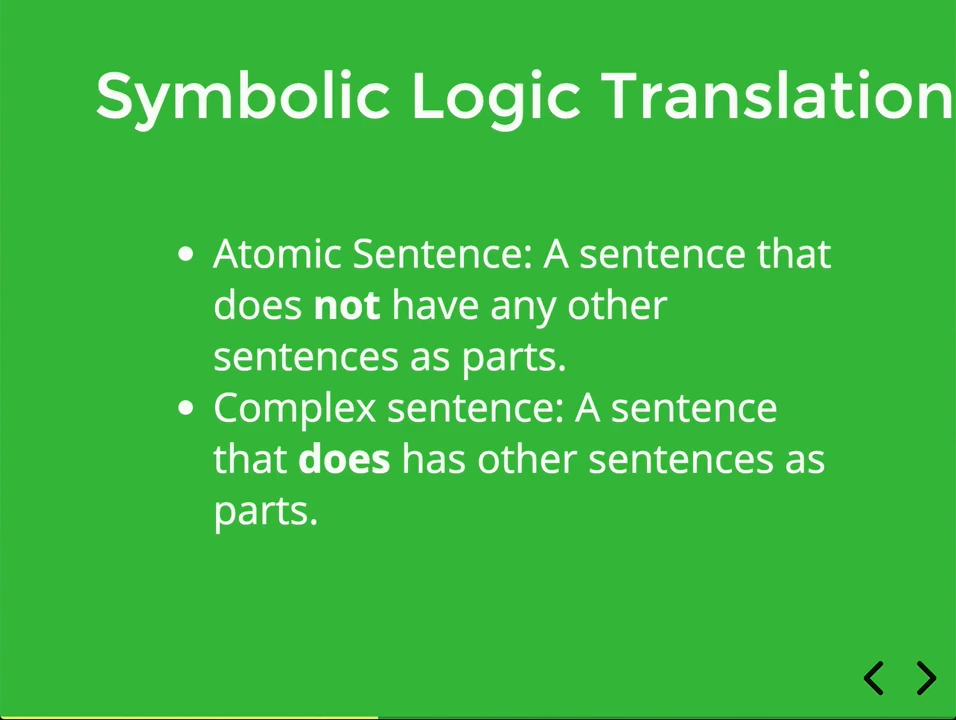 Symbolic Logic Translation
• Atomic Sentence: A sentence that
does not have any other
sentences as parts.
• Complex sentence: A sentence
that does has other sentences as
parts.